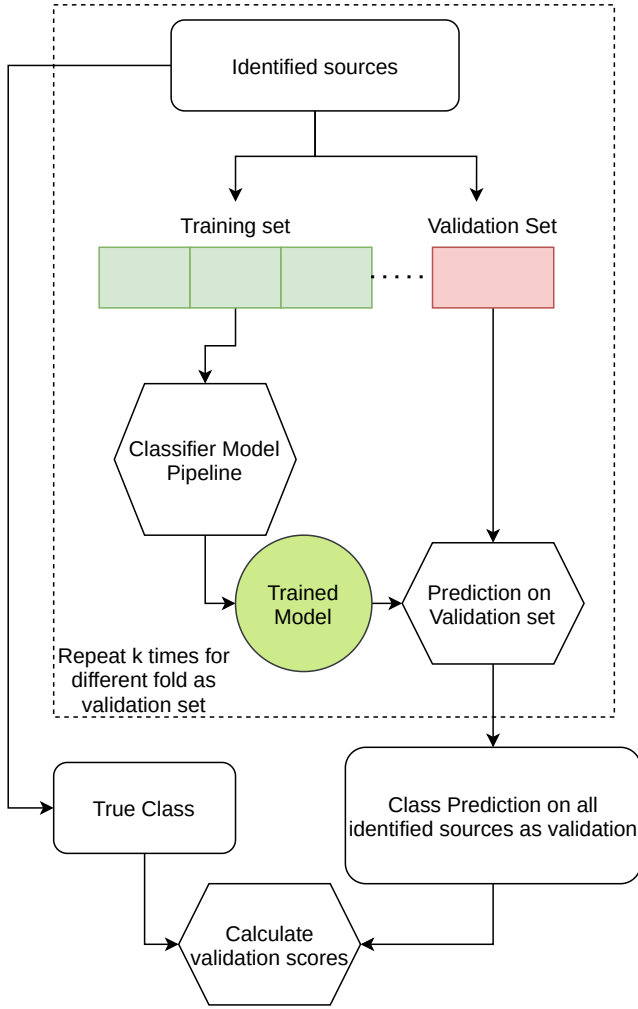 Identified sources
Training set
Validation Set
Classifier Model
Pipeline
Trained
Model
Prediction on
Validation set
Repeat k times for
different fold as
validation set
True Class
Class Prediction on all
identified sources as validation
Calculate
validation scores